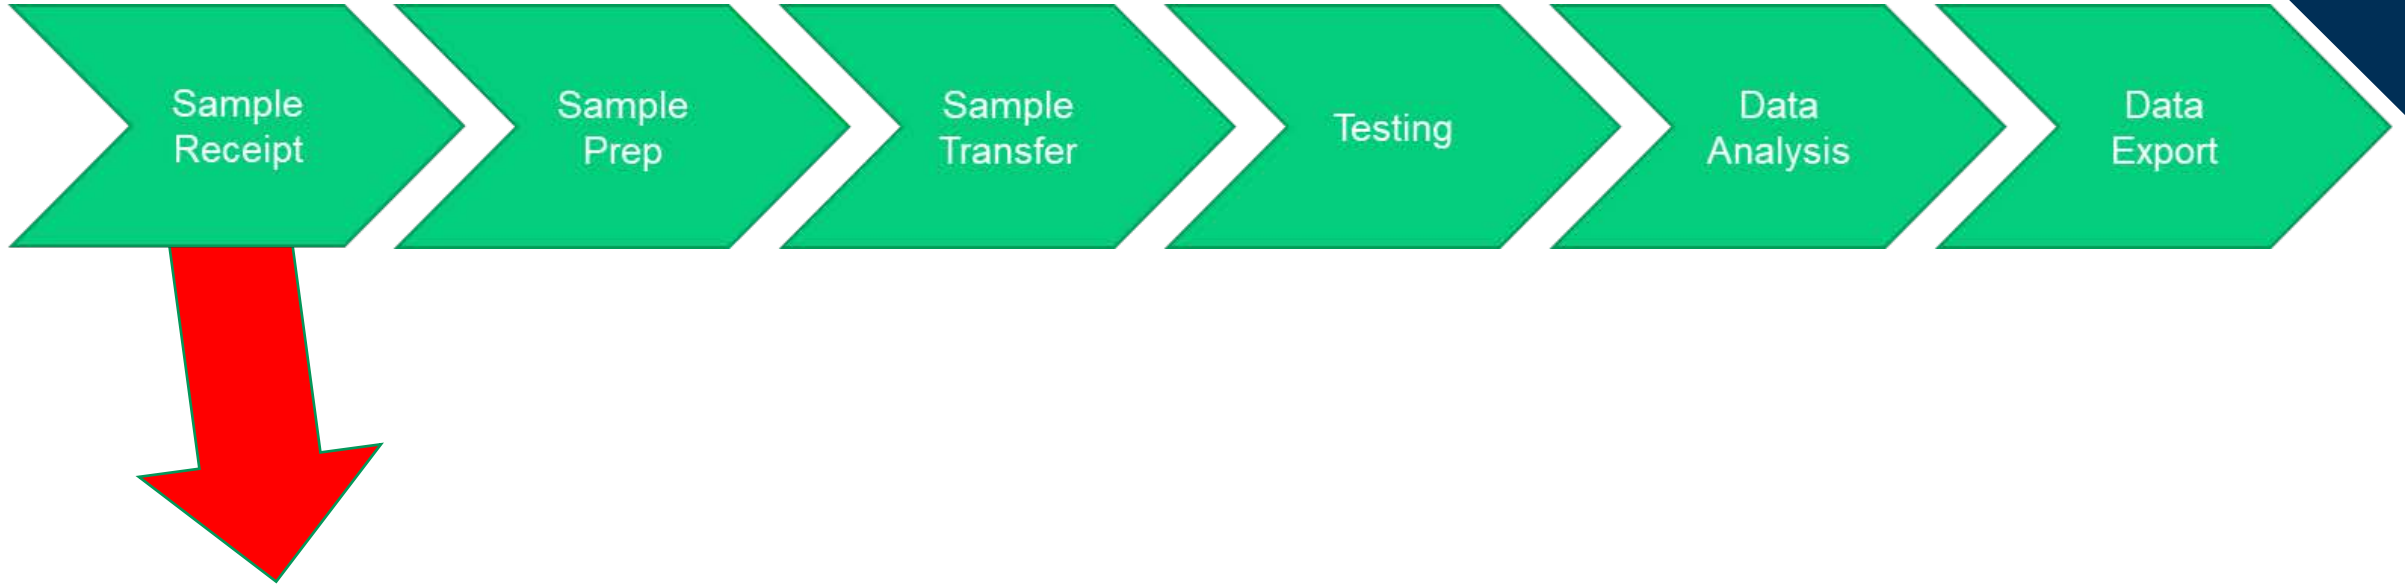 Sample
Receipt
Sample
Prep
Sample
Transfer
Testing
Data
Analysis
Data
Export